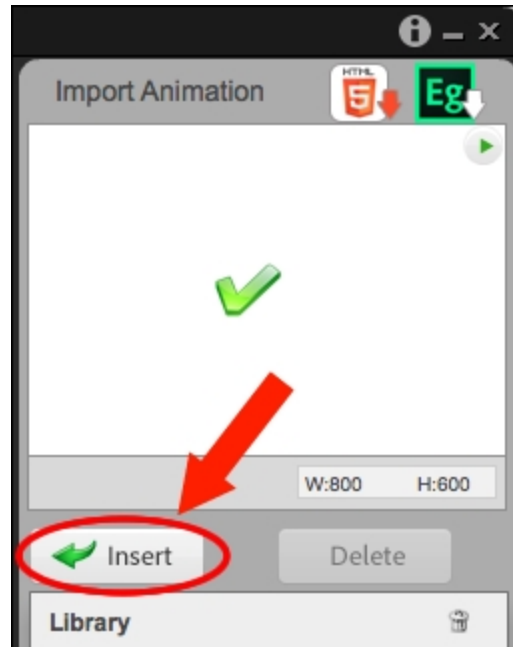 Import Animation
HTML
5
Eg
W:800 H:600
Insert Delete
Library